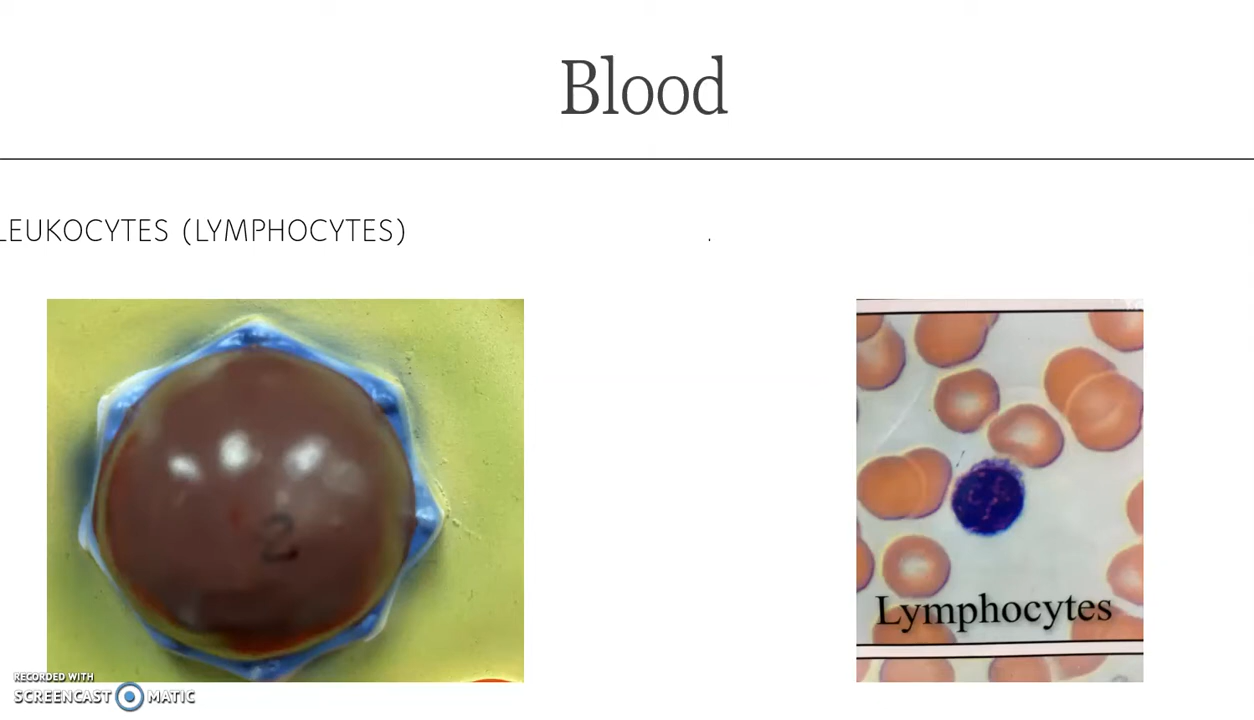 Blood
LEUKOCYTES (LYMPHOCYTES)
.
2
Lymphocytes
RECORDED WITH
SCREENCAST MATIC